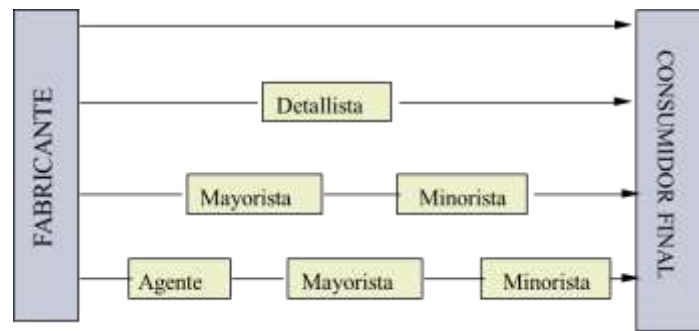 FABRICANTE
Detallista
Mayorista Minorista
Agente Mayorista Minorista
CONSUMIDOR FINAL